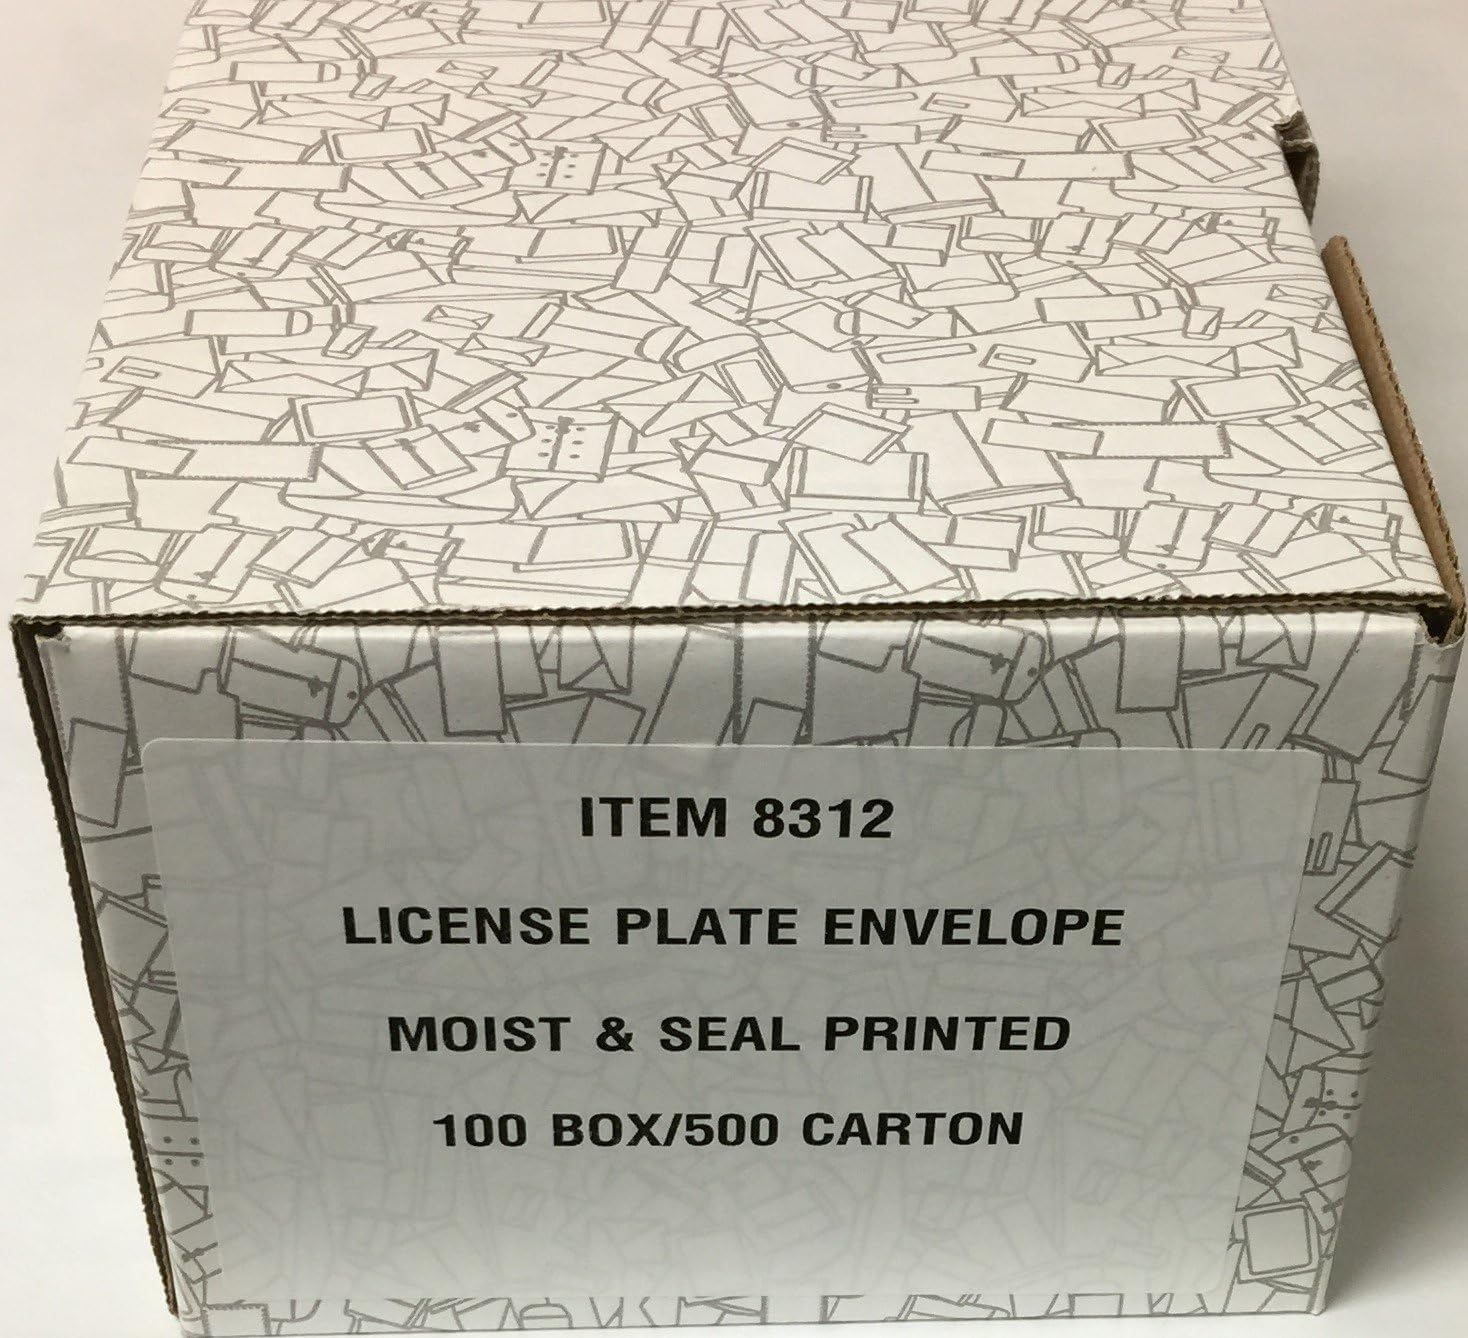 ITEM 8312
LICENSE PLATE ENVELOPE
MOIST & SEAL PRINTED
100 BOX/500 CARTON